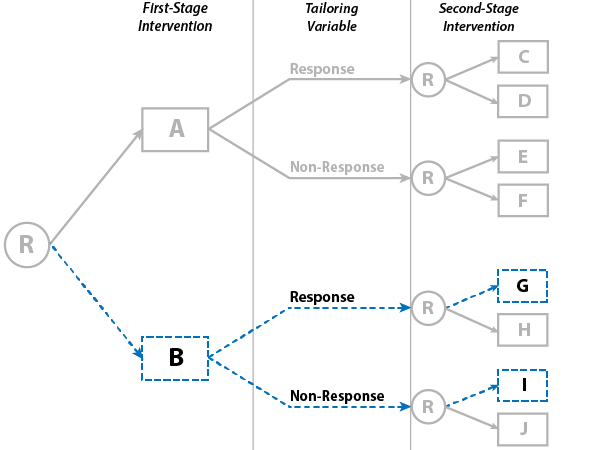 First-Stage
Intervention
Tailoring
Variable
Second-Stage
Intervention
R
A
Response
R
C
D
Non-Response
R
E
F
B
Response
R
G
H
Non-Response
R
I
J